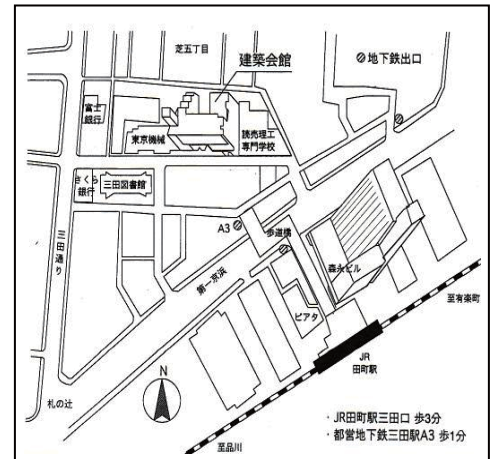 芝五丁目
建築会館
地下鉄出口
富士
銀行
東京機械
読売理工
専門学校
さくら
銀行
三田図書館
三田通り
A3
歩道橋
第一京浜
森永ビル
ピアタ
至有楽町
JR
田町駅
N
札の辻
至品川
・JR田町駅三田口 歩3分
・都営地下鉄三田駅A3 歩1分